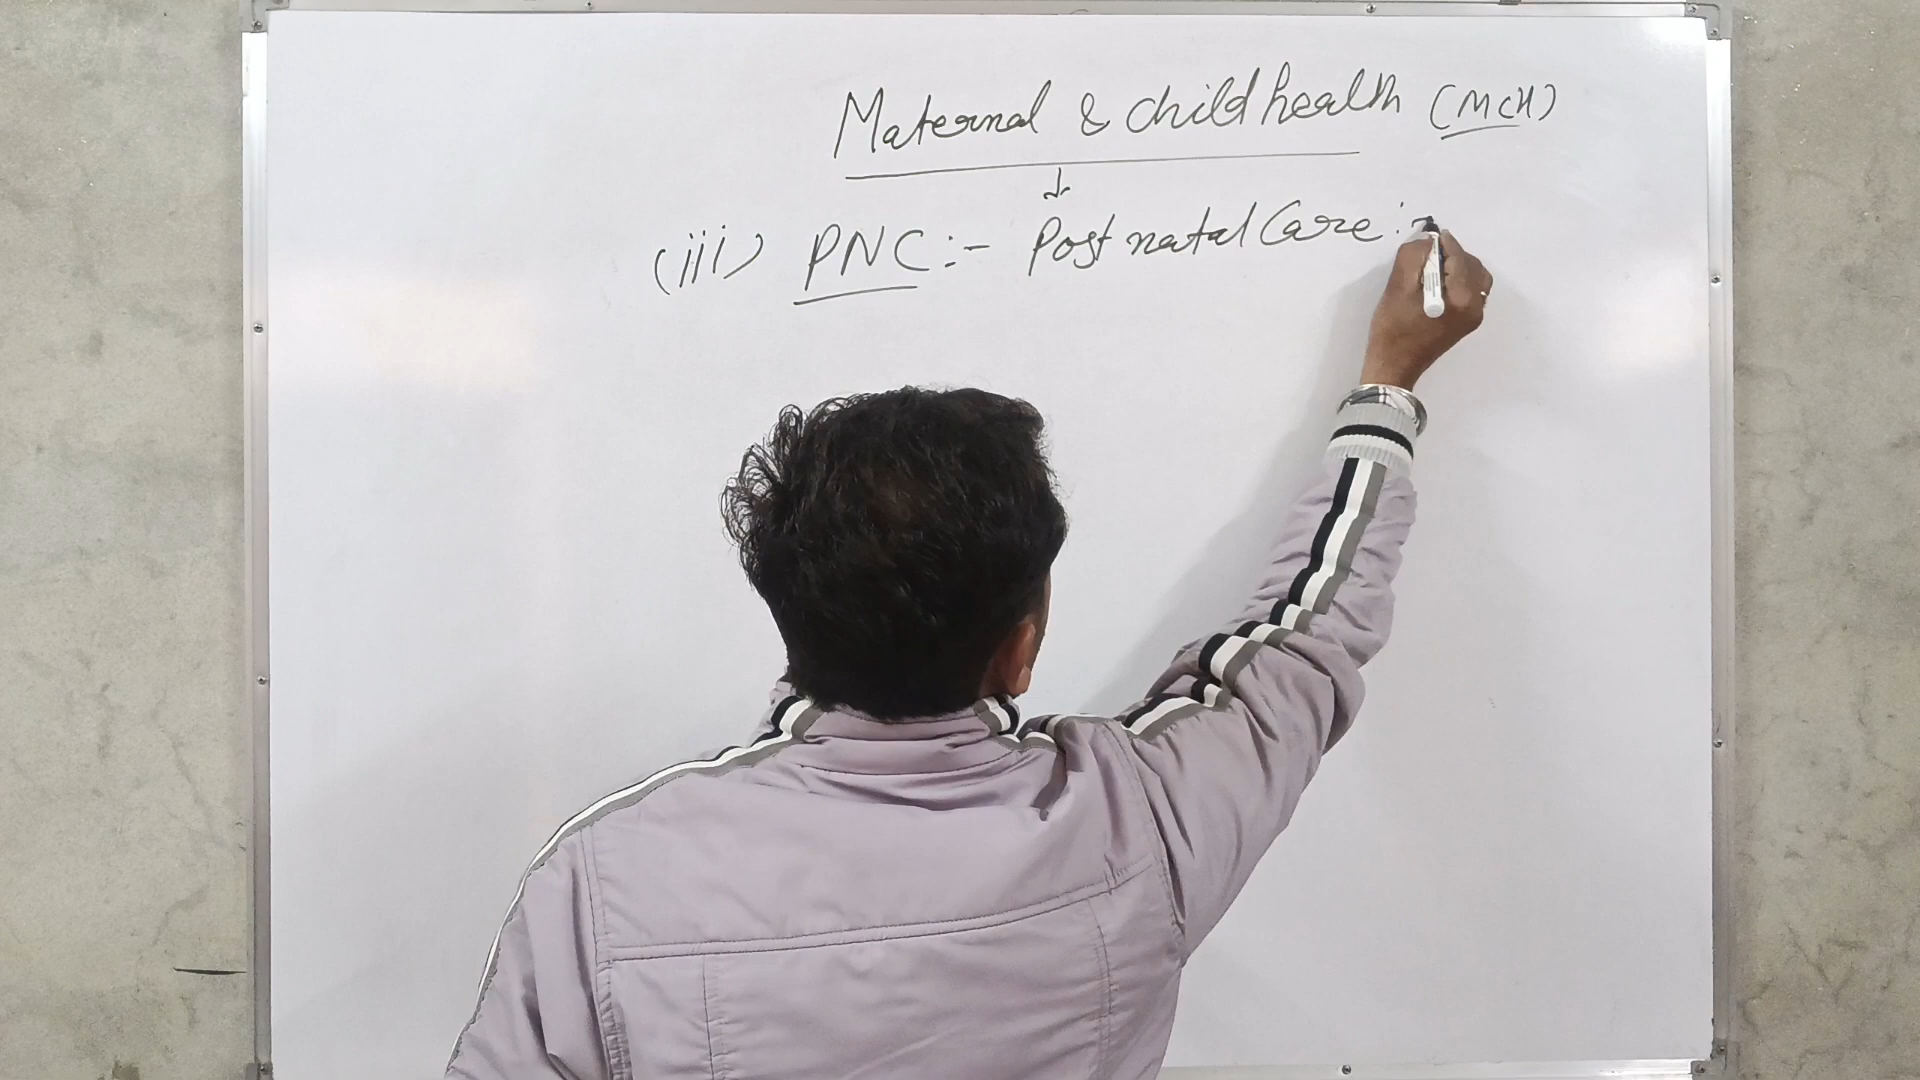 Maternal & child health (MCH)
(iii) PNC :- Post natal Care :-